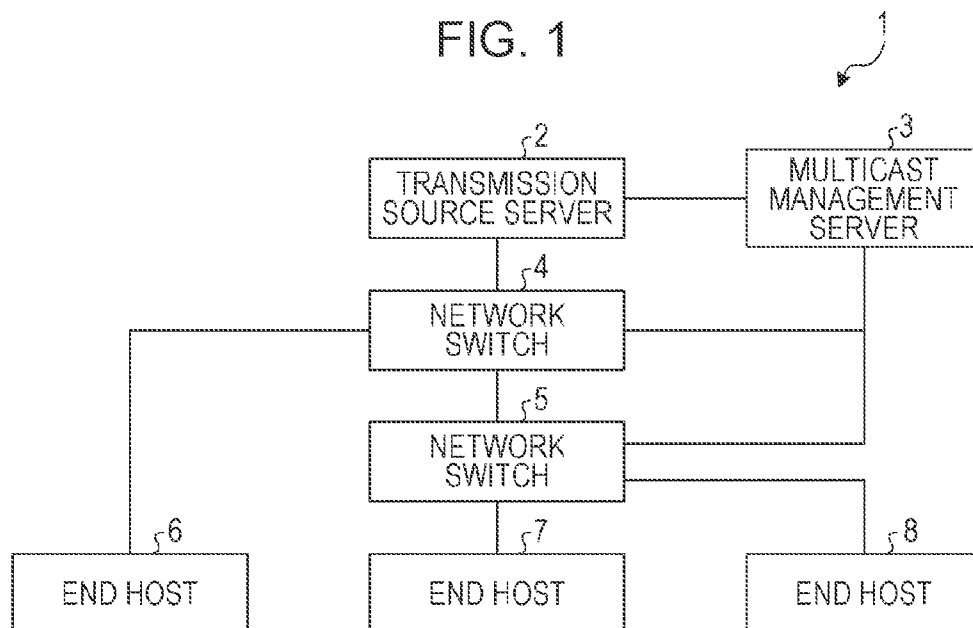 FIG. 1
1
2
3
TRANSMISSION
SOURCE SERVER
MULTICAST
MANAGEMENT
SERVER
4
NETWORK
SWITCH
5
NETWORK
SWITCH
6
7
8
END HOST
END HOST
END HOST